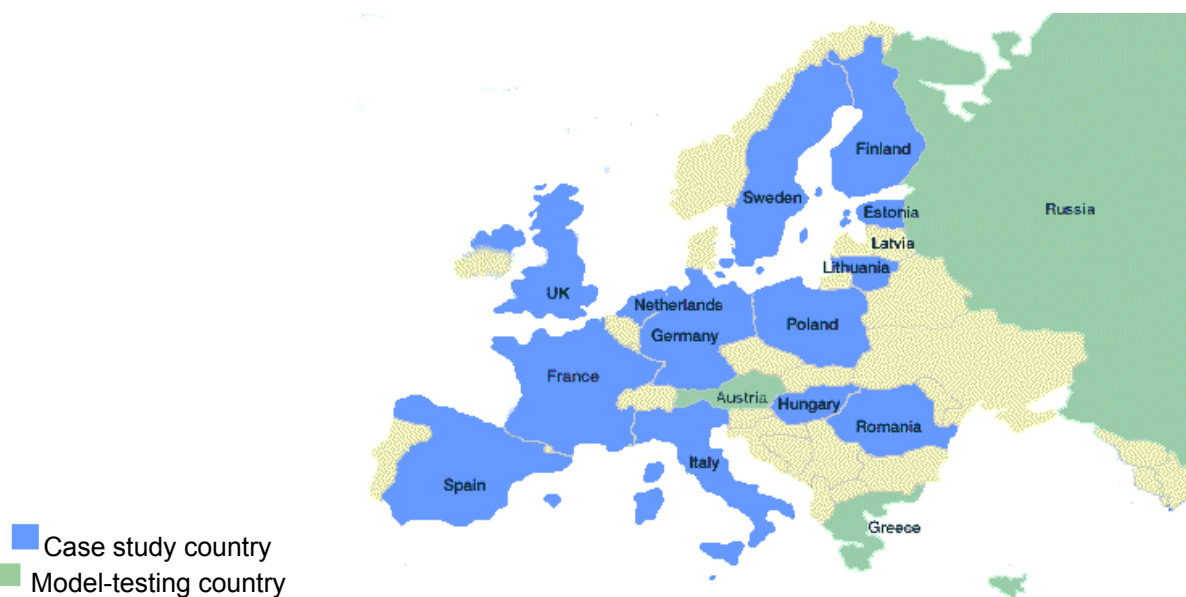 Finland
Sweden
Estonia
Russia
Latvia
Lithuania
UK
Netherlands
Poland
Germany
France
Austria
Hungary
Romania
Italy
Spain
Greece
Case study country
Model-testing country